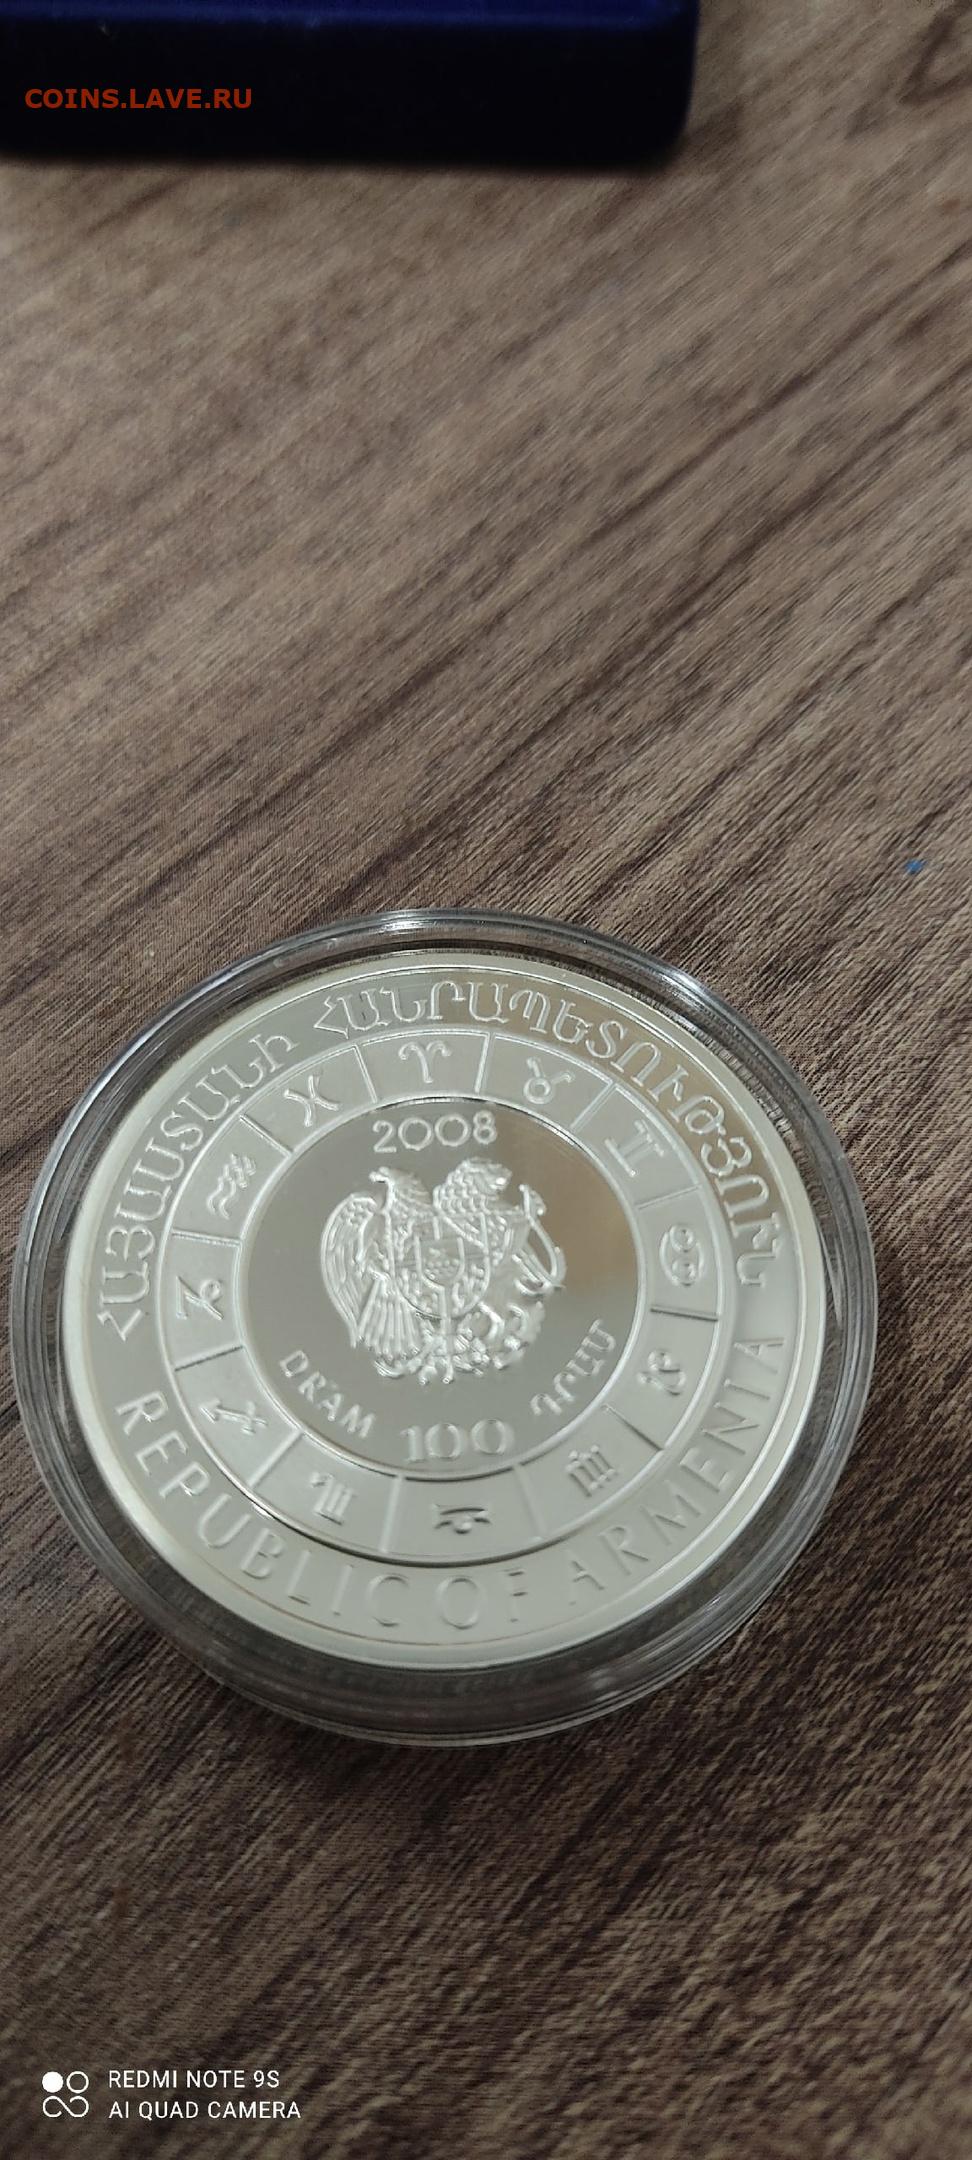 COINS.LAVE.RU
ՀԱՅԱՍՏԱՆԻ ՀԱՆՐԱՊԵՏՈՒԹՅՈՒՆ
2008
DRAM 100 ԴՐԱՄ
REPUBLIC OF ARMENIA
REDMI NOTE 9S
AI QUAD CAMERA